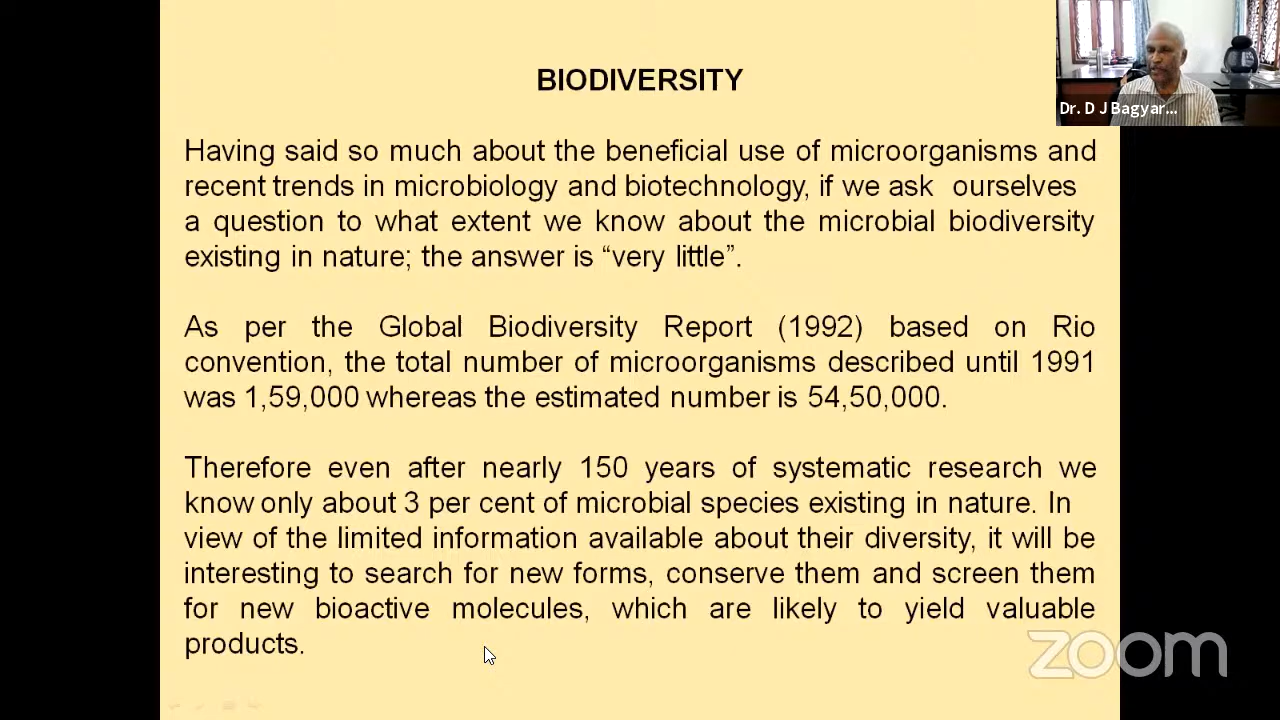 BIODIVERSITY
Dr. D J Bagyar...
Having said so much about the beneficial use of microorganisms and
recent trends in microbiology and biotechnology, if we ask ourselves
a question to what extent we know about the microbial biodiversity
existing in nature; the answer is “very little”.
As per the Global Biodiversity Report (1992) based on Rio
convention, the total number of microorganisms described until 1991
was 1,59,000 whereas the estimated number is 54,50,000.
Therefore even after nearly 150 years of systematic research we
know only about 3 per cent of microbial species existing in nature. In
view of the limited information available about their diversity, it will be
interesting to search for new forms, conserve them and screen them
for new bioactive molecules, which are likely to yield valuable
products.
zoom